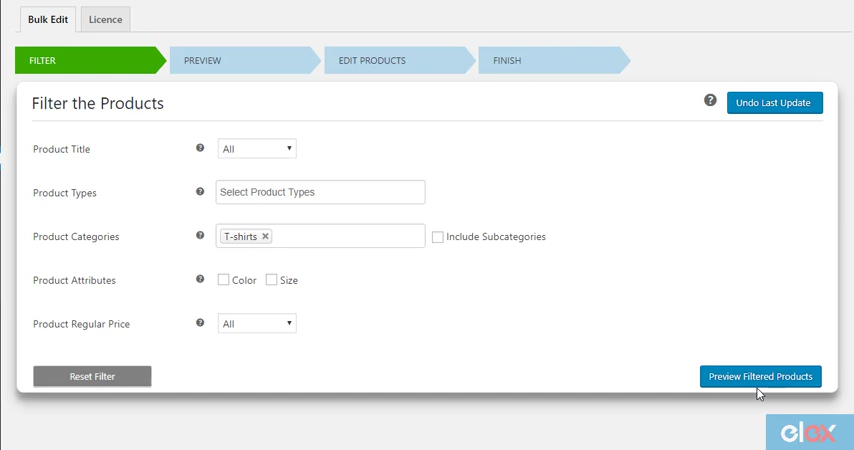 Bulk Edit Licence
FILTER PREVIEW EDIT PRODUCTS FINISH
Filter the Products ? Undo Last Update
Product Title ? All
Product Types ? Select Product Types
Product Categories ? T-shirts × Include Subcategories
Product Attributes ? Color Size
Product Regular Price ? All
Reset Filter Preview Filtered Products
elex